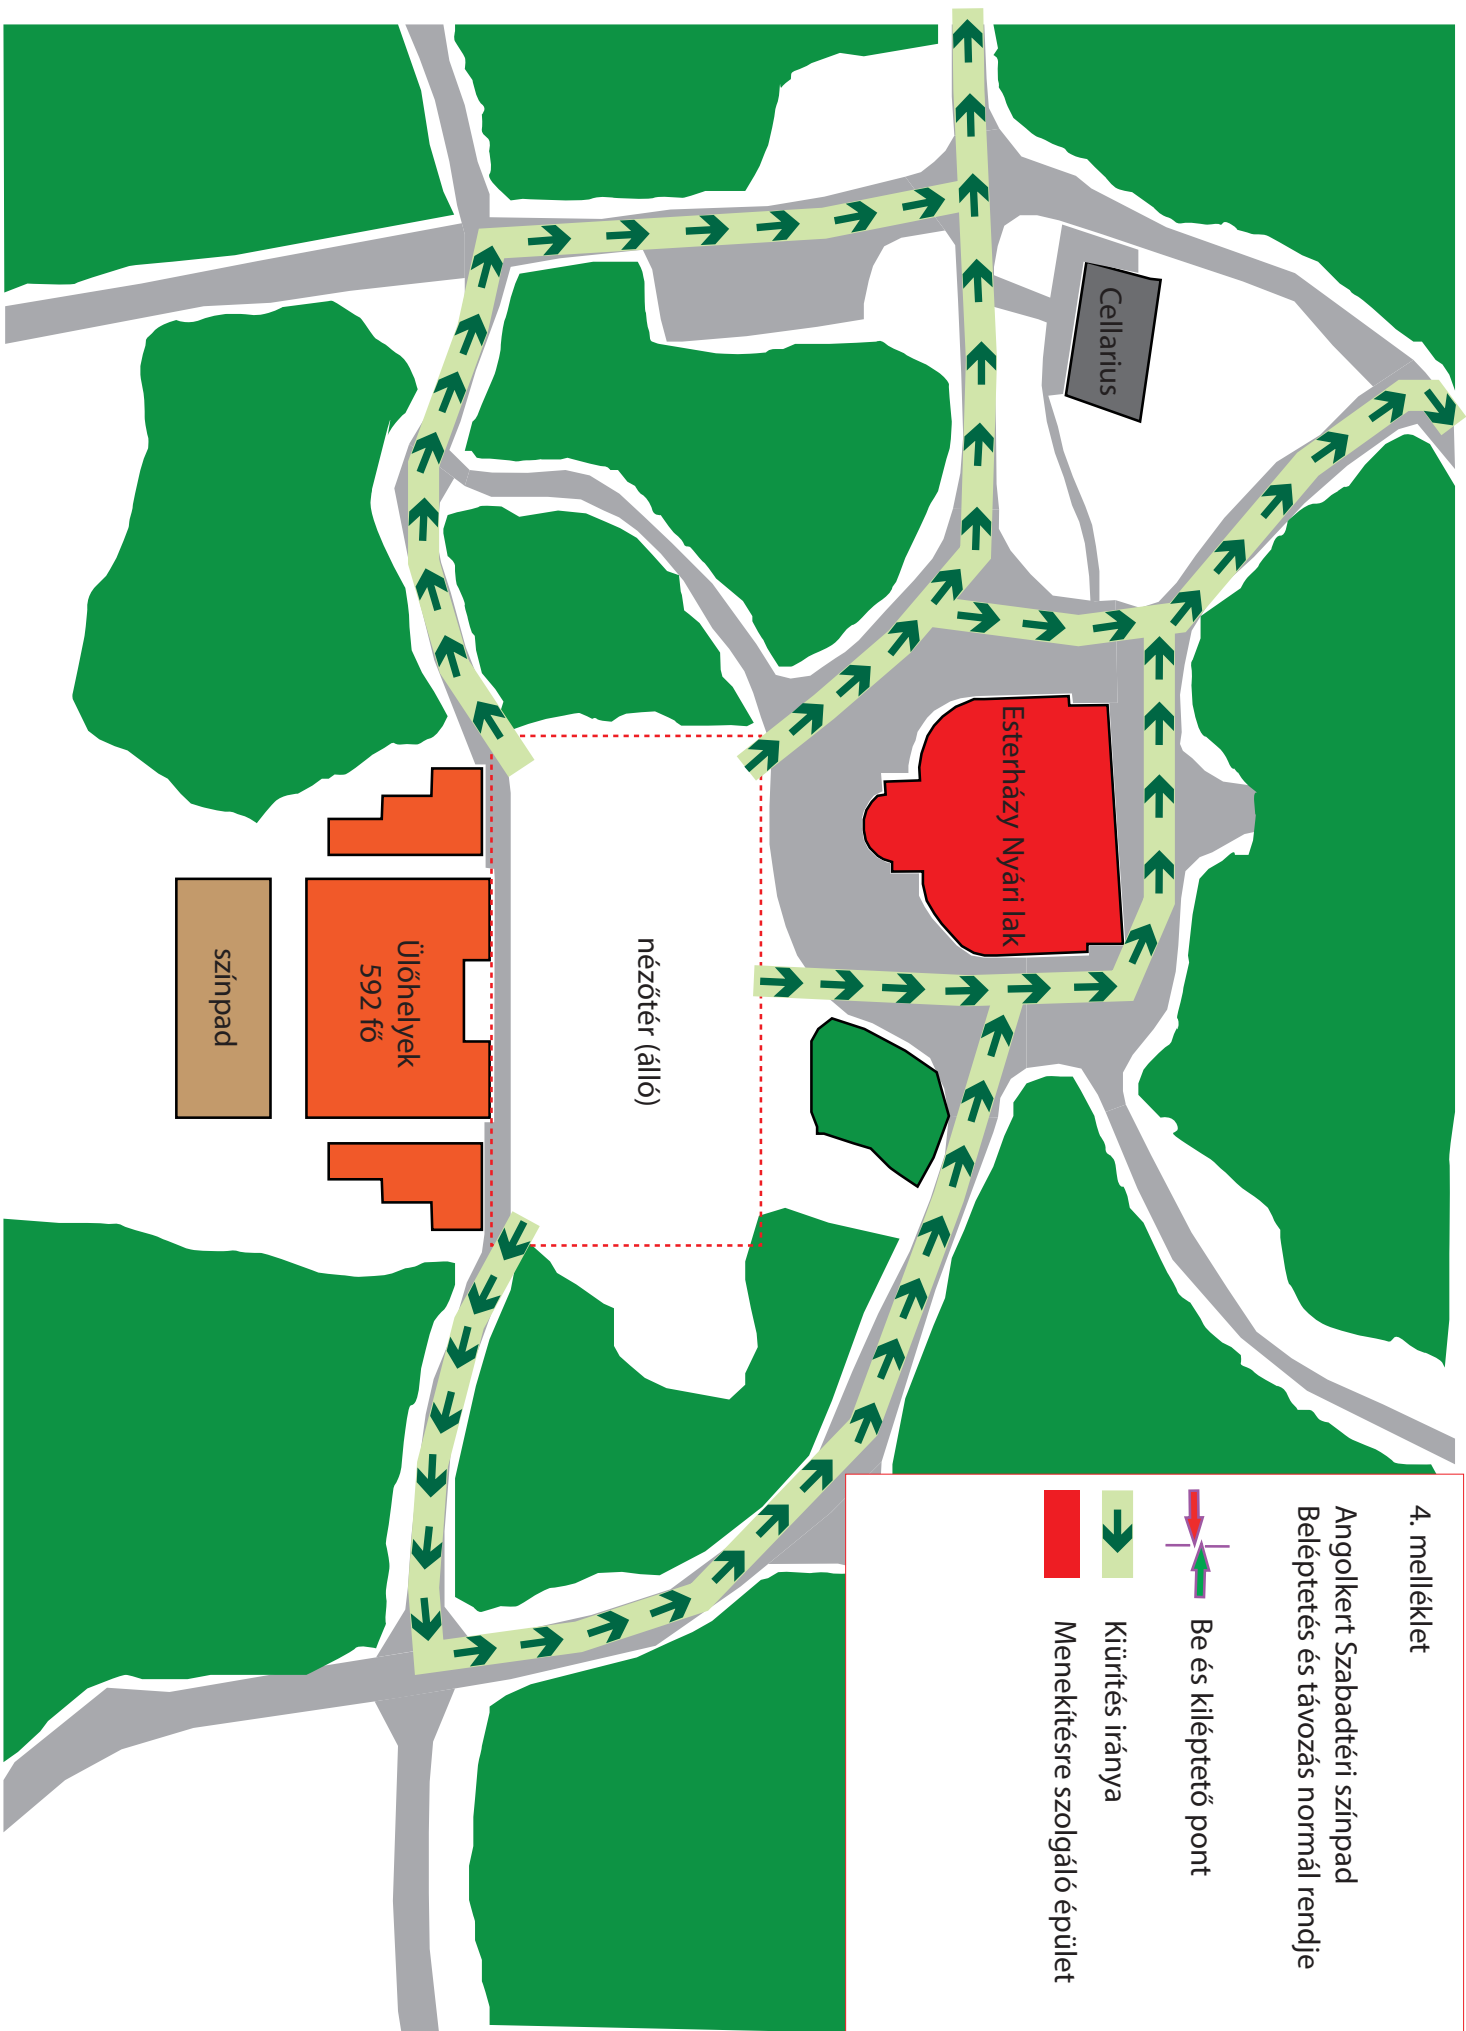 4. melléklet
Angolkert Szabadtéri színpad
Beléptetés és távozás normál rendje
Be és kiléptető pont
Kiürítés iránya
Menekítésre szolgáló épület
Cellarius
Esterházy Nyári lak
nézőtér (álló)
Ülőhelyek
592 fő
színpad